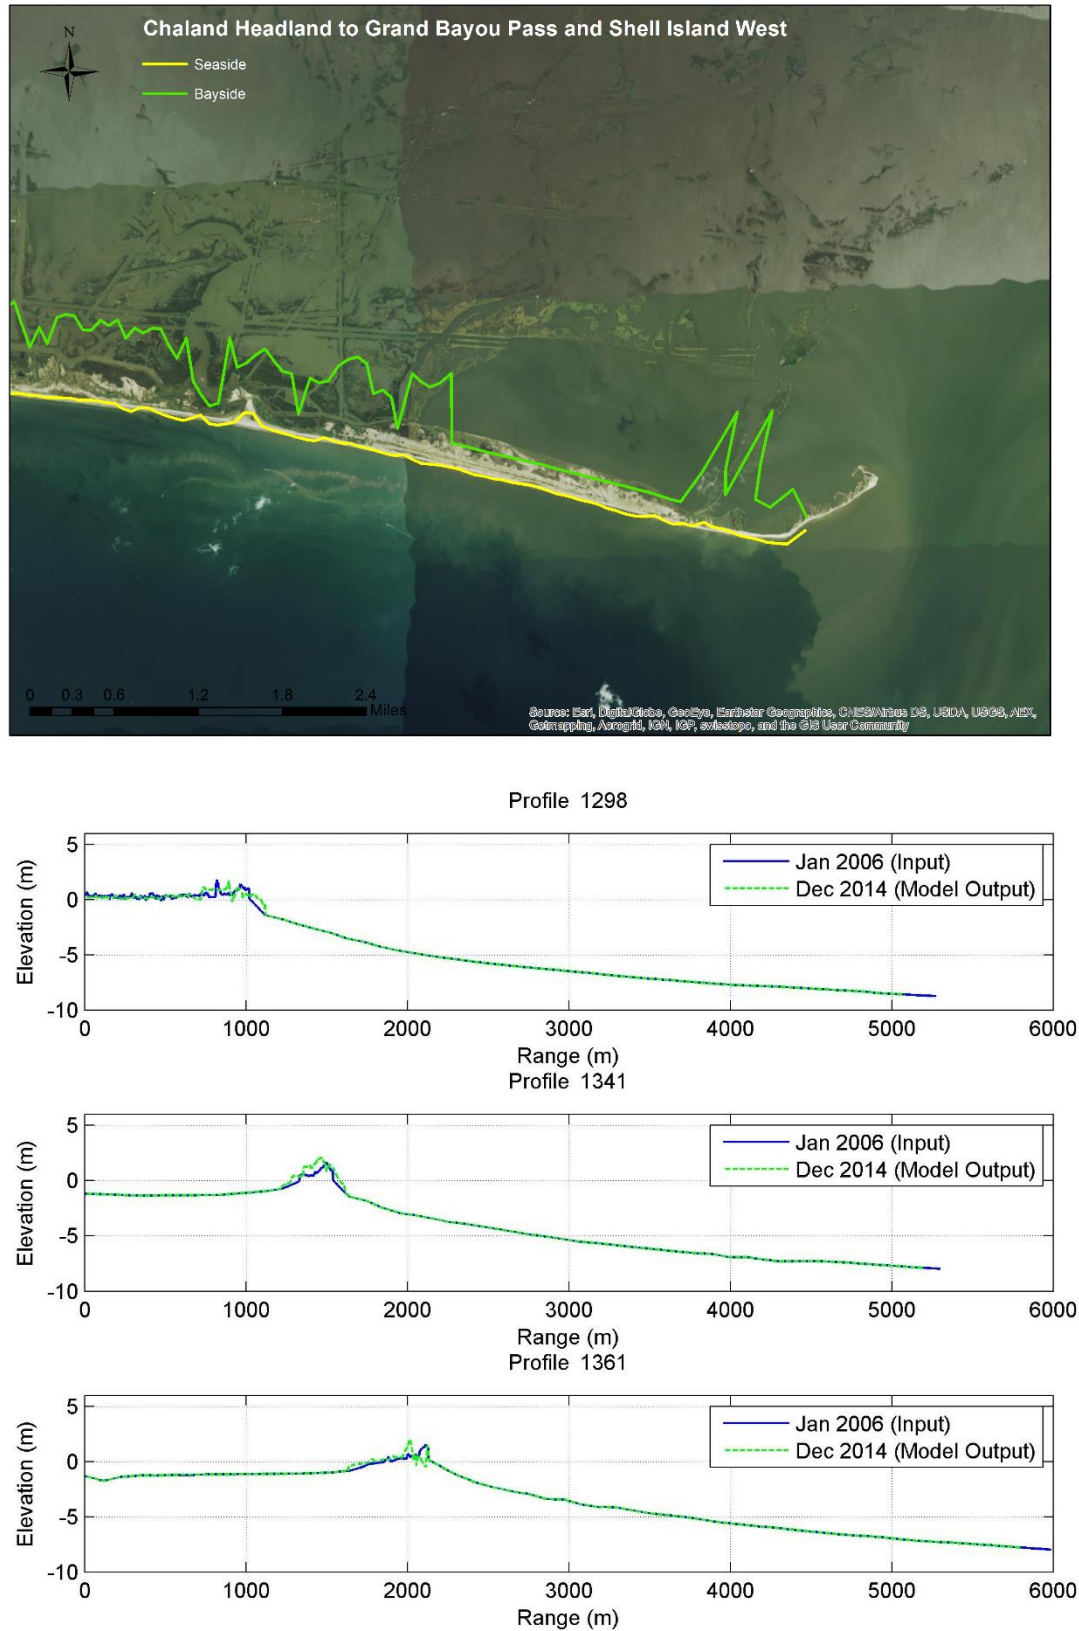 Chaland Headland to Grand Bayou Pass and Shell Island West
N
Seaside
Bayside
0 0.3 0.6 1.2 1.8 2.4
Miles
Source: Esri, DigitalGlobe, GeoEye, Earthstar Geographics, CNES/Airbus DS, USDA, USGS, AEX,
Getmapping, Aerogrid, IGN, IGP, swisstopo, and the GIS User Community
Profile 1298
Elevation (m)
5
0
-5
-10
Jan 2006 (Input)
Dec 2014 (Model Output)
0 1000 2000 3000 4000 5000 6000
Range (m)
Profile 1341
Elevation (m)
5
0
-5
-10
Jan 2006 (Input)
Dec 2014 (Model Output)
0 1000 2000 3000 4000 5000 6000
Range (m)
Profile 1361
Elevation (m)
5
0
-5
-10
Jan 2006 (Input)
Dec 2014 (Model Output)
0 1000 2000 3000 4000 5000 6000
Range (m)